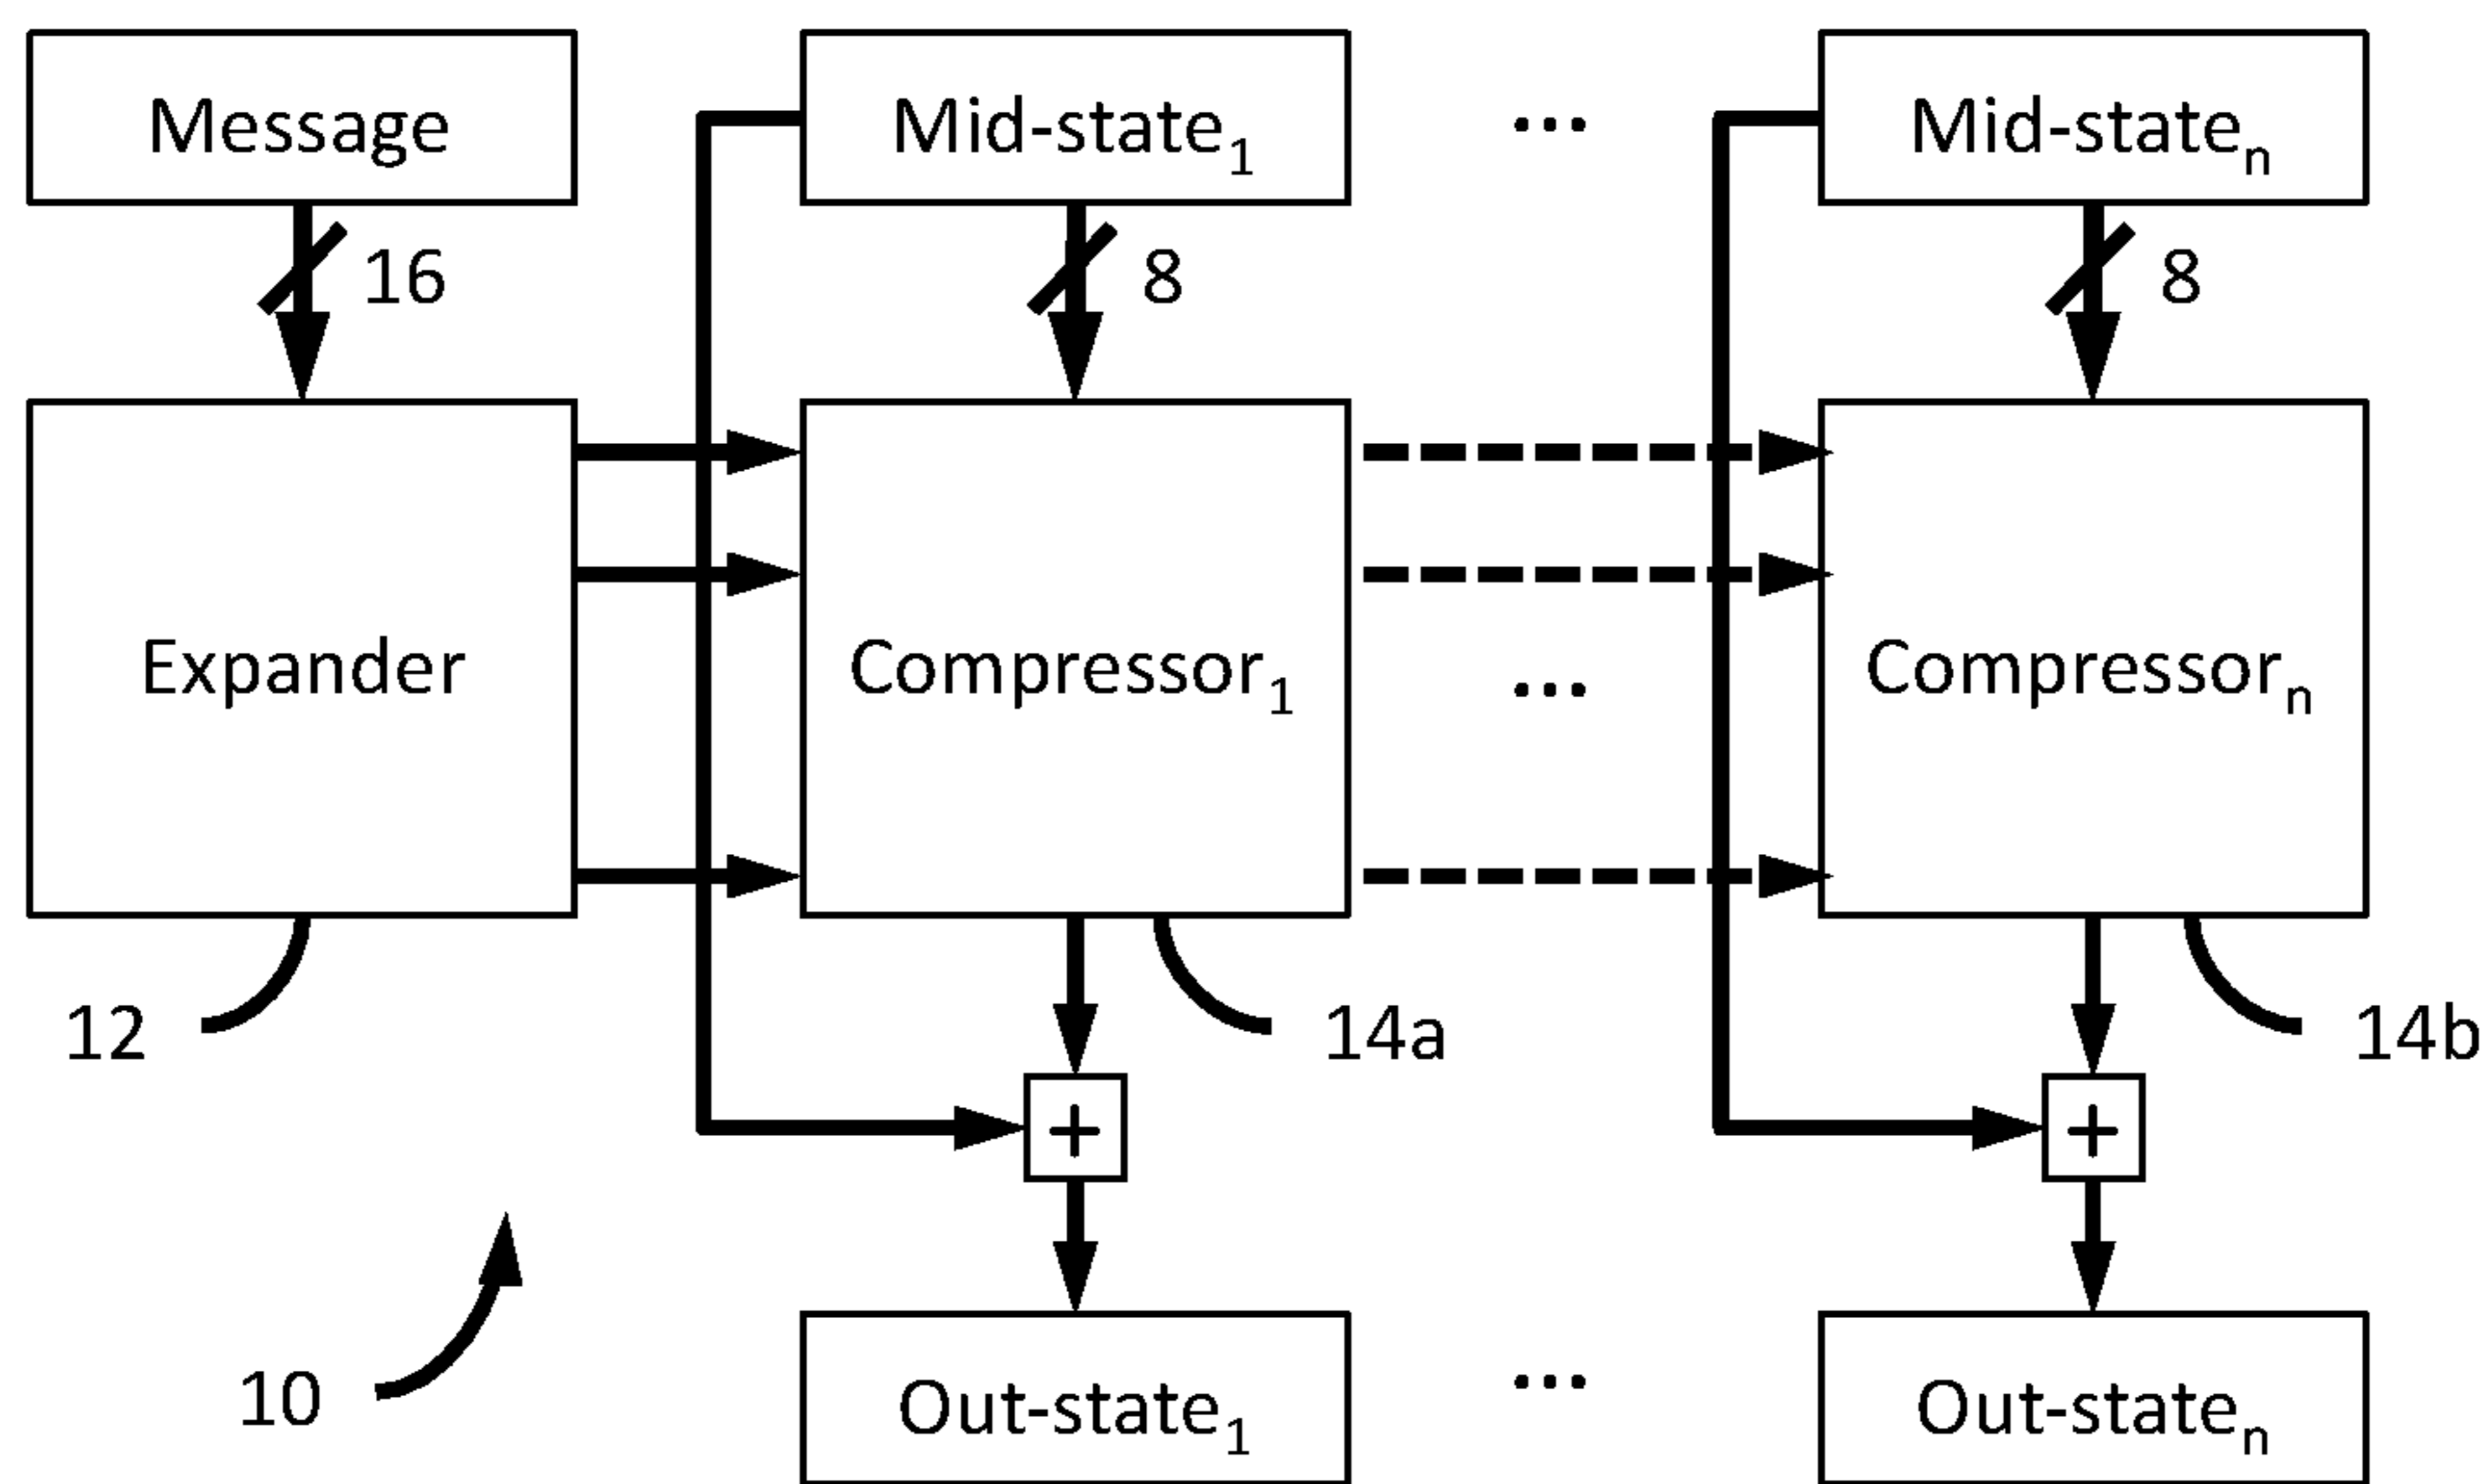 Message
Mid-state₁
...
Mid-stateₙ
16
8
8
Expander
Compressor₁
...
Compressorₙ
12
14a
14b
+
+
10
Out-state₁
...
Out-stateₙ